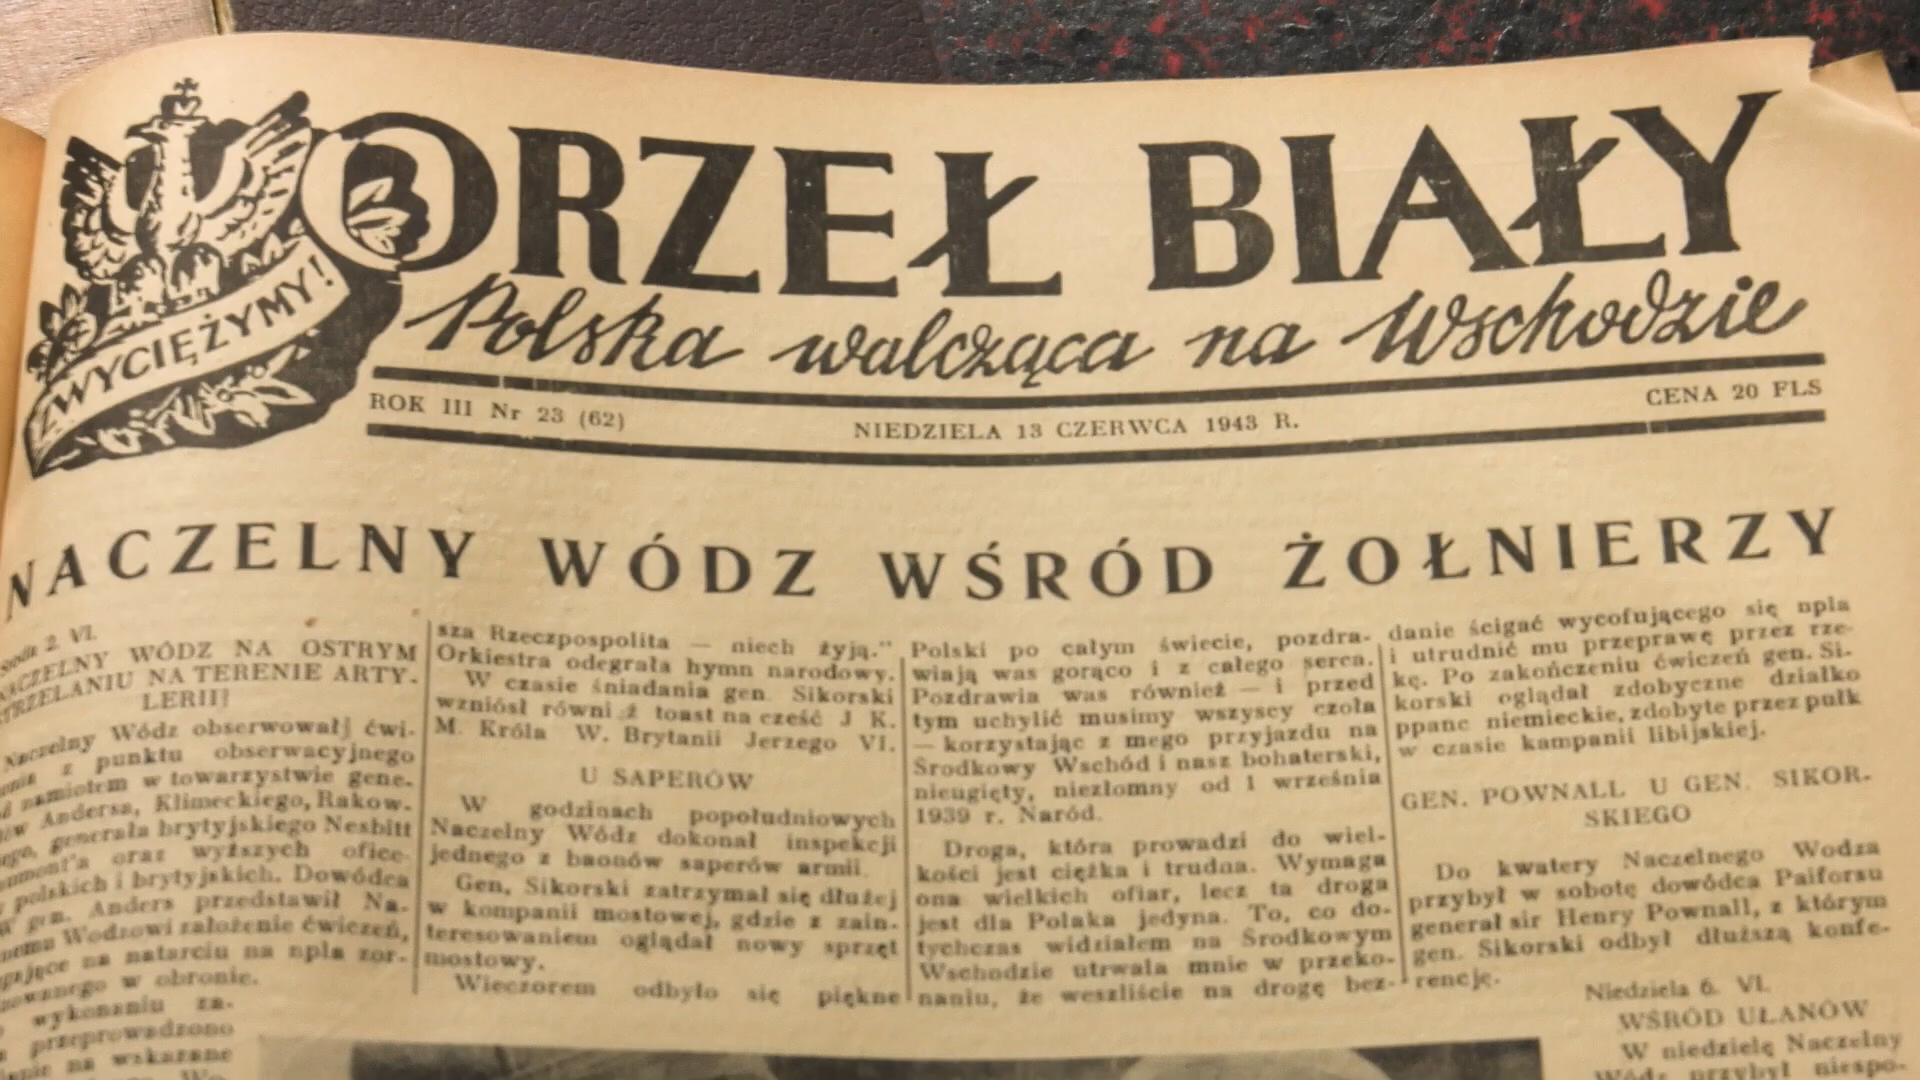 ZWYCIĘŻYMY!
ORZEŁ BIAŁY
Polska walcząca na Wschodzie
ROK III Nr 23 (62)
NIEDZIELA 13 CZERWCA 1943 R.
CENA 20 FLS
NACZELNY WÓDZ WŚRÓD ŻOŁNIERZY
2. VI.
NACZELNY WÓDZ NA OSTRYM
STRZELANIU NA TERENIE ARTY-
LERII
Naczelny Wódz obserwował ćwi-
z punktu obserwacyjnego
namiotem w towarzystwie gene-
Andersa, Klimeckiego, Rakow-
generała brytyjskiego Nesbitt
oraz wyższych ofice-
polskich i brytyjskich. Dowódca
gen. Anders przedstawił Na-
Wodzowi założenie ćwiczeń,
na natarciu na npla zor-
w obronie.
wykonaniu za-
przeprowadzono
na wskazane
sza Rzeczpospolita — niech żyją."
Orkiestra odegrała hymn narodowy.
W czasie śniadania gen. Sikorski
wzniósł równi ż toast na cześć J K.
M. Króla W. Brytanii Jerzego VI.
U SAPERÓW
W godzinach popołudniowych
Naczelny Wódz dokonał inspekcji
jednego z baonów saperów armii.
Gen. Sikorski zatrzymał się dłużej
w kompanii mostowej, gdzie z zain-
teresowaniem oglądał nowy sprzęt
mostowy.
Wieczorem odbyło się piękne
Polski po całym świecie, pozdra-
wiają was gorąco i z całego serca.
Pozdrawia was również — i przed
tym uchylić musimy wszyscy czoła
— korzystając z mego przyjazdu na
Środkowy Wschód i nasz bohaterski,
nieugięty, niezłomny od 1 września
1939 r. Naród.
Droga, która prowadzi do wiel-
kości jest ciężka i trudna. Wymaga
ona wielkich ofiar, lecz ta droga
jest dla Polaka jedyna. To, co do-
tychczas widziałem na Środkowym
Wschodzie utrwala mnie w przeko-
naniu, że weszliście na drogę bez-
danie ścigać wycofującego się npla
i utrudnić mu przeprawę przez rze-
kę. Po zakończeniu ćwiczeń gen. Si-
korski oglądał zdobyczne działko
ppanc niemieckie, zdobyte przez pułk
w czasie kampanii libijskiej.
GEN. POWNALL U GEN. SIKOR-
SKIEGO
Do kwatery Naczelnego Wodza
przybył w sobotę dowódca Paiforsu
generał sir Henry Pownall, z którym
gen. Sikorski odbył dłuższą konfe-
rencję.
Niedziela 6. VI.
WŚRÓD UŁANÓW
W niedzielę Naczelny
Wódz przybył niespo-